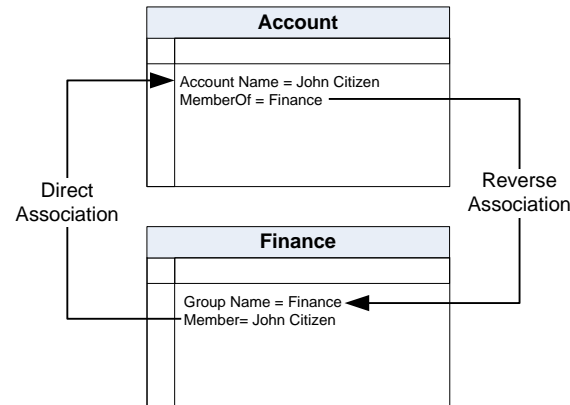 Account
Account Name = John Citizen
MemberOf = Finance
Direct
Association
Reverse
Association
Finance
Group Name = Finance
Member= John Citizen